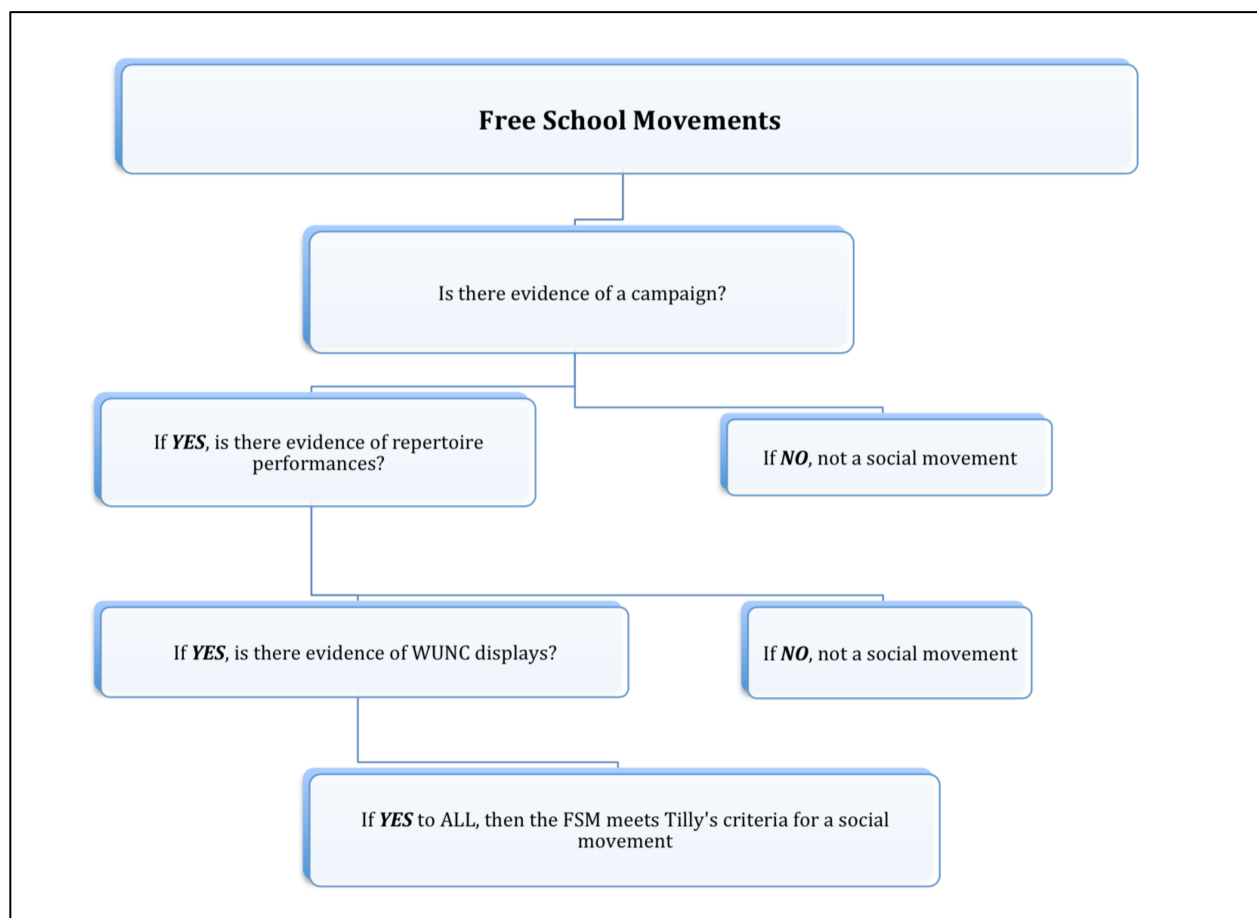 Free School Movements
Is there evidence of a campaign?
If YES, is there evidence of repertoire
performances?
If NO, not a social movement
If YES, is there evidence of WUNC displays?
If NO, not a social movement
If YES to ALL, then the FSM meets Tilly's criteria for a social
movement